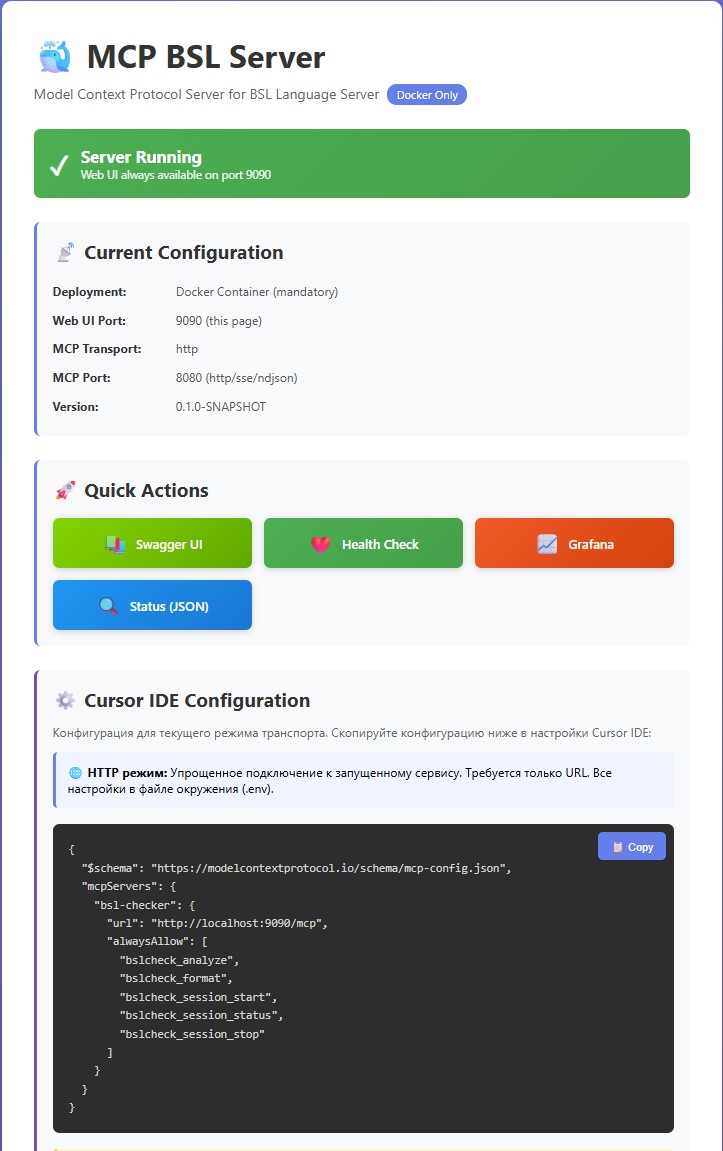 MCP BSL Server
Model Context Protocol Server for BSL Language Server Docker Only
Server Running
Web UI always available on port 9090
Current Configuration
Deployment: Docker Container (mandatory)
Web UI Port: 9090 (this page)
MCP Transport: http
MCP Port: 8080 (http/sse/ndjson)
Version: 0.1.0-SNAPSHOT
Quick Actions
Swagger UI Health Check Grafana
Status (JSON)
Cursor IDE Configuration
Конфигурация для текущего режима транспорта. Скопируйте конфигурацию ниже в настройки Cursor IDE:
HTTP режим: Упрощенное подключение к запущенному сервису. Требуется только URL. Все
настройки в файле окружения (.env).
Copy
{
  "$schema": "https://modelcontextprotocol.io/schema/mcp-config.json",
  "mcpServers": {
    "bsl-checker": {
      "url": "http://localhost:9090/mcp",
      "alwaysAllow": [
        "bslcheck_analyze",
        "bslcheck_format",
        "bslcheck_session_start",
        "bslcheck_session_status",
        "bslcheck_session_stop"
      ]
    }
  }
}